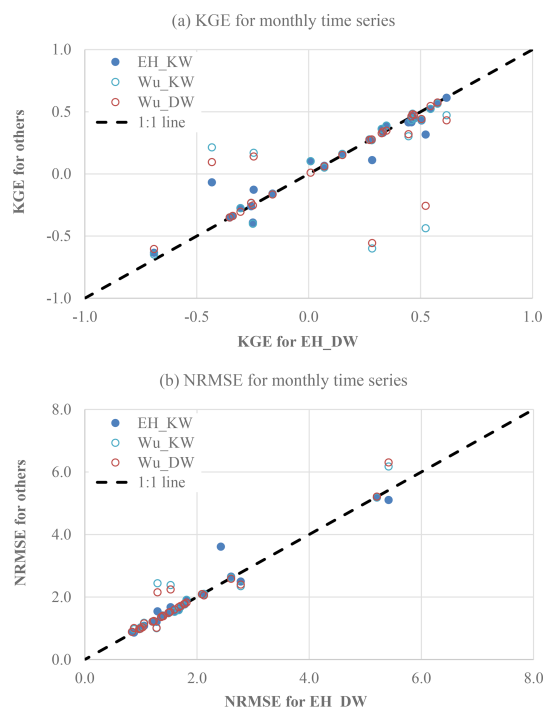 (a) KGE for monthly time series
1.0
EH_KW
Wu_KW
Wu_DW
1:1 line
0.5
0.0
-0.5
-1.0
KGE for others
-1.0 -0.5 0.0 0.5 1.0
KGE for EH_DW
(b) NRMSE for monthly time series
8.0
EH_KW
Wu_KW
Wu_DW
1:1 line
6.0
4.0
2.0
0.0
NRMSE for others
0.0 2.0 4.0 6.0 8.0
NRMSE for EH_DW